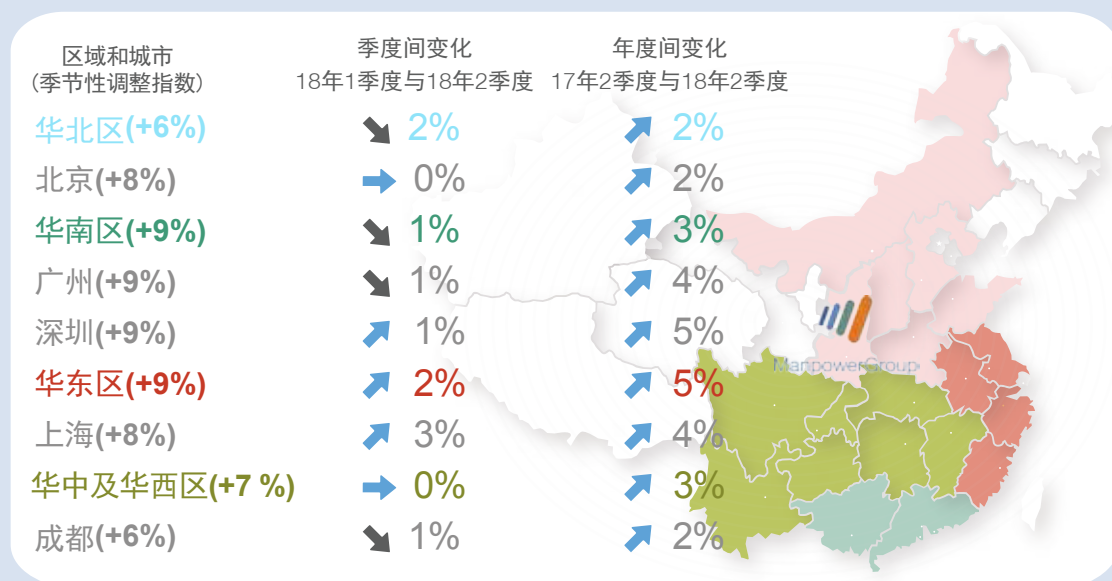 区域和城市 季度间变化 年度间变化
(季节性调整指数) 18年1季度与18年2季度 17年2季度与18年2季度
华北区(+6%) 2% 2%
北京(+8%) 0% 2%
华南区(+9%) 1% 3%
广州(+9%) 1% 4%
深圳(+9%) 1% 5%
ManpowerGroup
华东区(+9%) 2% 5%
上海(+8%) 3% 4%
华中及华西区(+7 %) 0% 3%
成都(+6%) 1% 2%